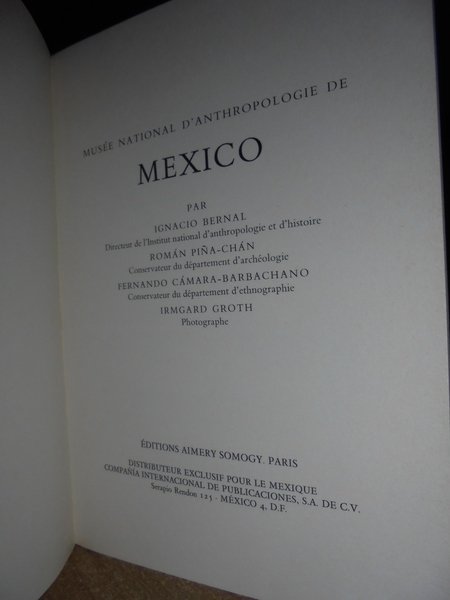 MUSÉE NATIONAL D'ANTHROPOLOGIE DE
MEXICO
PAR
IGNACIO BERNAL
Directeur de l'Institut national d'anthropologie et d'histoire
ROMÁN PIÑA-CHÁN
Conservateur du département d'archéologie
FERNANDO CÁMARA-BARBACHANO
Conservateur du département d'ethnographie
IRMGARD GROTH
Photographe
ÉDITIONS AIMERY SOMOGY. PARIS
DISTRIBUTEUR EXCLUSIF POUR LE MEXIQUE
COMPAÑIA INTERNACIONAL DE PUBLICACIONES, S.A. DE C.V.
Serapio Rendon 125 - MÉXICO 4, D.F.